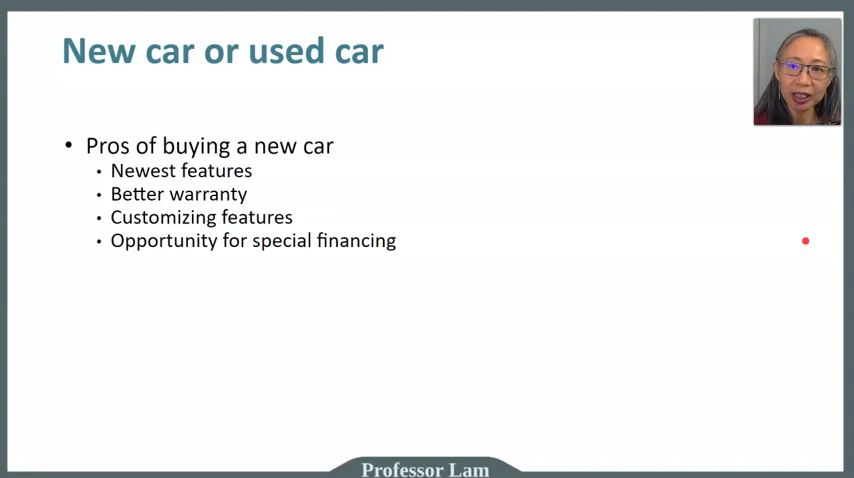 New car or used car
• Pros of buying a new car
• Newest features
• Better warranty
• Customizing features
• Opportunity for special financing
Professor Lam